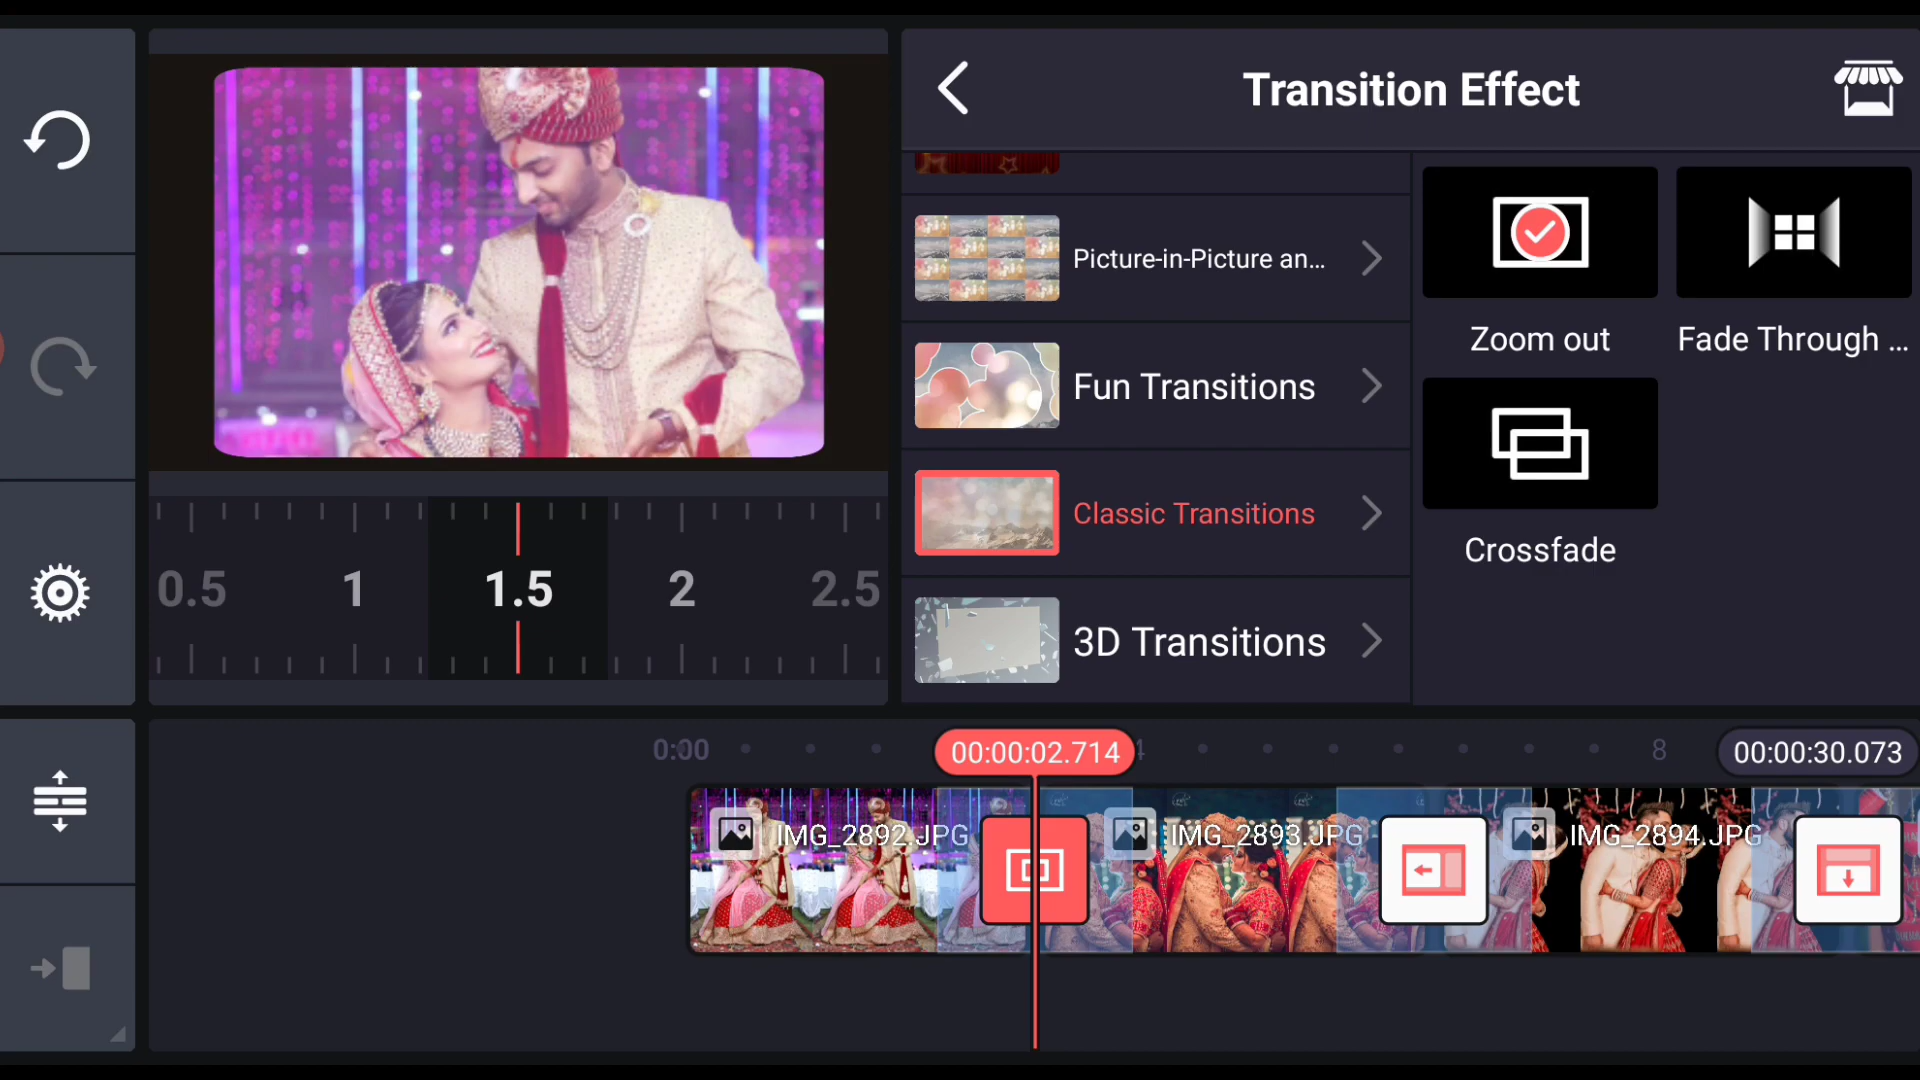 Transition Effect
Picture-in-Picture an...
Fun Transitions
Classic Transitions
3D Transitions
Zoom out
Fade Through ...
Crossfade
0.5
1
1.5
2
2.5
0:00
00:00:02.714
4
8
00:00:30.073
IMG_2892.JPG
IMG_2893.JPG
IMG_2894.JPG